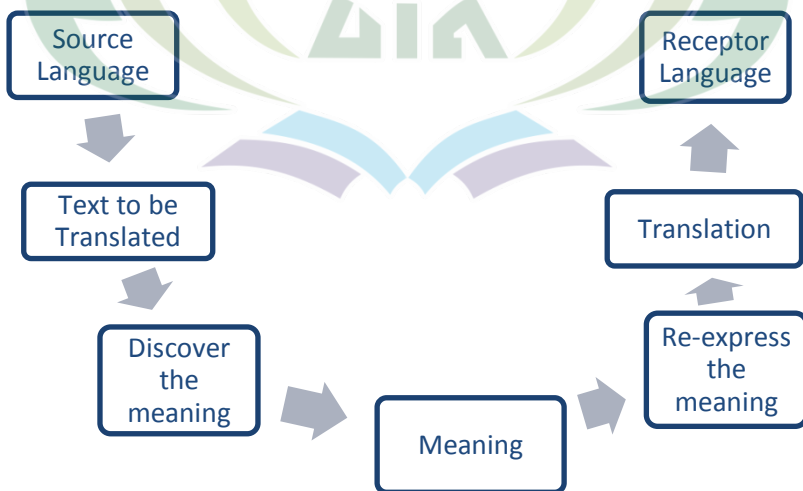 Source
Language
Text to be
Translated
Discover
the
meaning
Meaning
Re-express
the
meaning
Translation
Receptor
Language